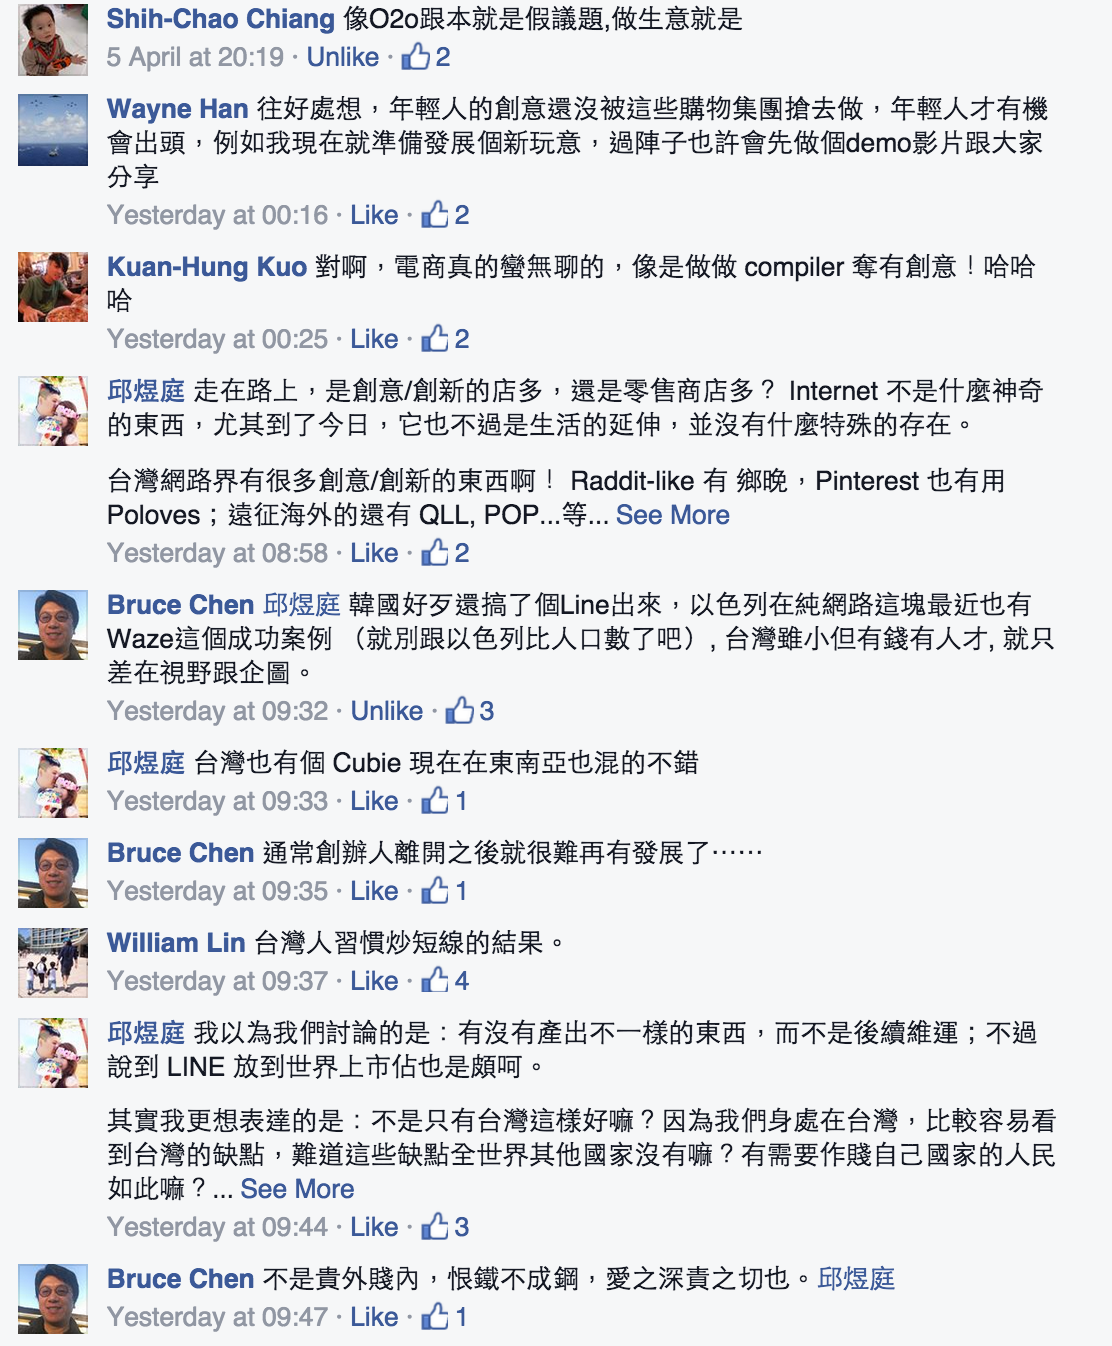 Shih-Chao Chiang 像O2o跟本就是假議題,做生意就是
5 April at 20:19 · Unlike · 2
Wayne Han 往好處想，年輕人的創意還沒被這些購物集團搶去做，年輕人才有機
會出頭，例如我現在就準備發展個新玩意，過陣子也許會先做個demo影片跟大家
分享
Yesterday at 00:16 · Like · 2
Kuan-Hung Kuo 對啊，電商真的蠻無聊的，像是做做 compiler 奪有創意！哈哈
哈
Yesterday at 00:25 · Like · 2
邱煜庭 走在路上，是創意/創新的店多，還是零售商店多？ Internet 不是什麼神奇
的東西，尤其到了今日，它也不過是生活的延伸，並沒有什麼特殊的存在。
台灣網路界有很多創意/創新的東西啊！ Raddit-like 有 鄉晚，Pinterest 也有用
Poloves；遠征海外的還有 QLL, POP...等... See More
Yesterday at 08:58 · Like · 2
Bruce Chen 邱煜庭 韓國好歹還搞了個Line出來，以色列在純網路這塊最近也有
Waze這個成功案例 （就別跟以色列比人口數了吧）, 台灣雖小但有錢有人才, 就只
差在視野跟企圖。
Yesterday at 09:32 · Unlike · 3
邱煜庭 台灣也有個 Cubie 現在在東南亞也混的不錯
Yesterday at 09:33 · Like · 1
Bruce Chen 通常創辦人離開之後就很難再有發展了⋯⋯
Yesterday at 09:35 · Like · 1
William Lin 台灣人習慣炒短線的結果。
Yesterday at 09:37 · Like · 4
邱煜庭 我以為我們討論的是：有沒有產出不一樣的東西，而不是後續維運；不過
說到 LINE 放到世界上市佔也是頗呵。
其實我更想表達的是：不是只有台灣這樣好嘛？因為我們身處在台灣，比較容易看
到台灣的缺點，難道這些缺點全世界其他國家沒有嘛？有需要作賤自己國家的人民
如此嘛？... See More
Yesterday at 09:44 · Like · 3
Bruce Chen 不是貴外賤內，恨鐵不成鋼，愛之深責之切也。邱煜庭
Yesterday at 09:47 · Like · 1